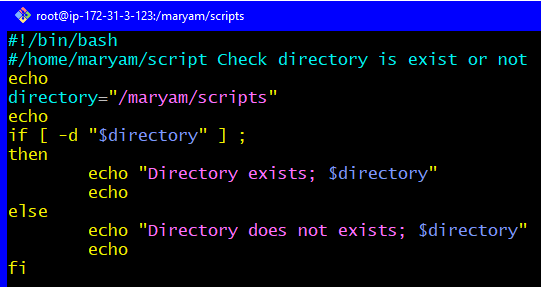 root@ip-172-31-3-123:/maryam/scripts
#!/bin/bash
#/home/maryam/script Check directory is exist or not
echo
directory="/maryam/scripts"
echo
if [ -d "$directory" ] ;
then
        echo "Directory exists; $directory"
        echo
else
        echo "Directory does not exists; $directory"
        echo
fi